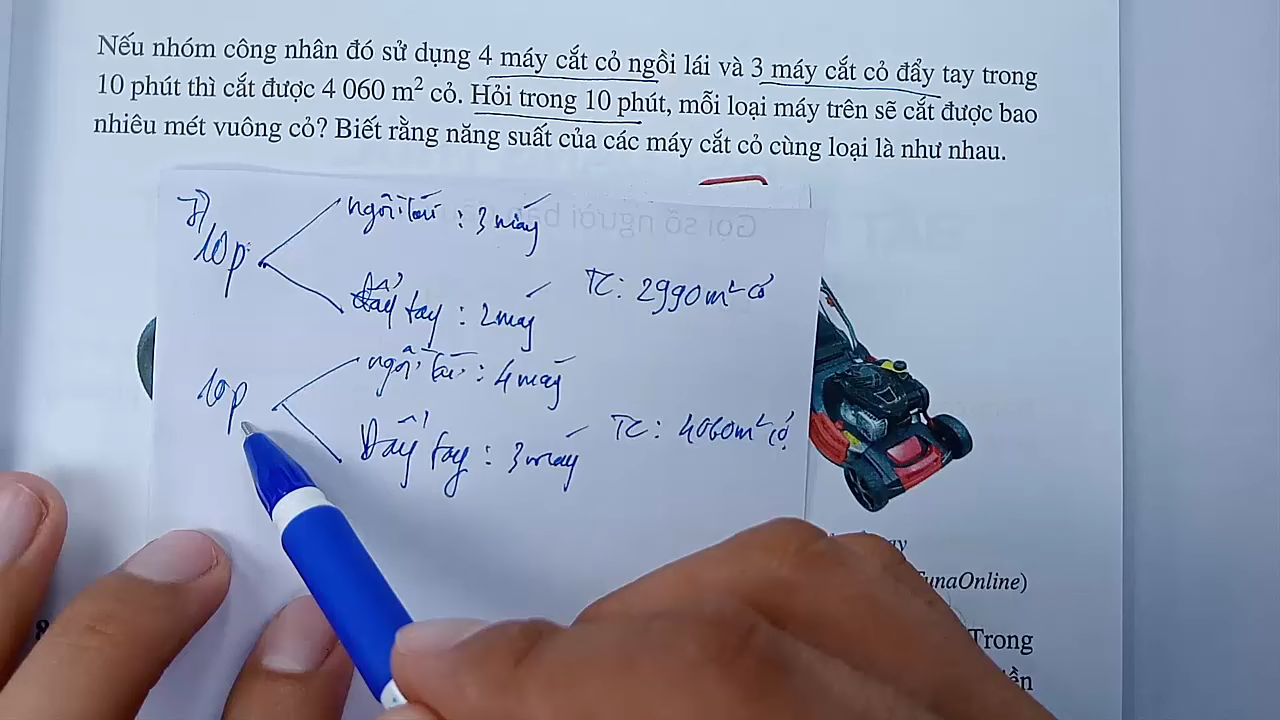 Nếu nhóm công nhân đó sử dụng 4 máy cắt cỏ ngồi lái và 3 máy cắt cỏ đẩy tay trong
10 phút thì cắt được 4 060 m² cỏ. Hỏi trong 10 phút, mỗi loại máy trên sẽ cắt được bao
nhiêu mét vuông cỏ? Biết rằng năng suất của các máy cắt cỏ cùng loại là như nhau.
7)
ngồi lái : 3 máy
10p
Đẩy tay : 2 máy
TC: 2990m² cỏ
ngồi lái : 4 máy
10p
Đẩy tay : 3 máy
TC: 4060m² cỏ
TunaOnline)
8
Trong